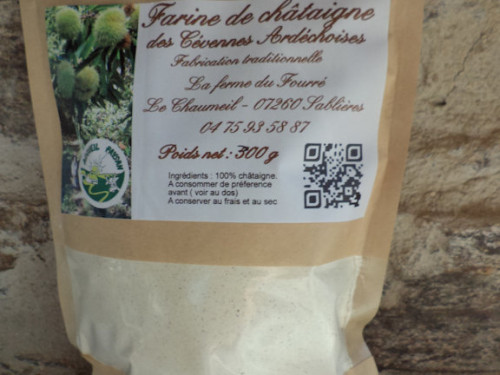 Farine de châtaigne
des Cévennes Ardéchoises
Fabrication traditionnelle
La ferme du Fourré
Le Chaumeil - 07260 Sablières
04 75 93 58 87
Poids net : 300 g
Ingrédients : 100% châtaigne.
A consommer de préference
avant ( voir au dos)
A conserver au frais et au sec